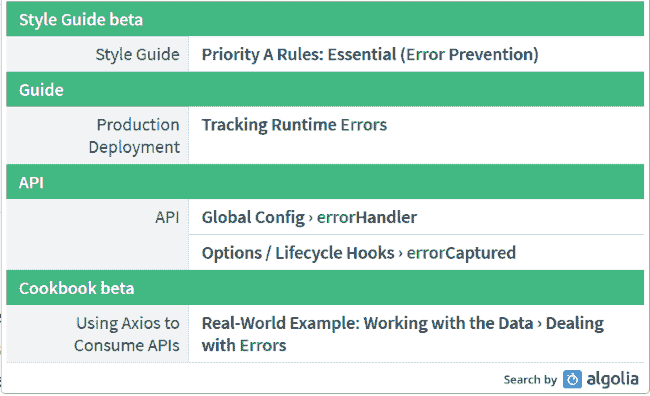 Style Guide beta
Style Guide
Priority A Rules: Essential (Error Prevention)
Guide
Production
Deployment
Tracking Runtime Errors
API
API
Global Config › errorHandler
Options / Lifecycle Hooks › errorCaptured
Cookbook beta
Using Axios to
Consume APIs
Real-World Example: Working with the Data › Dealing
with Errors
Search by algolia